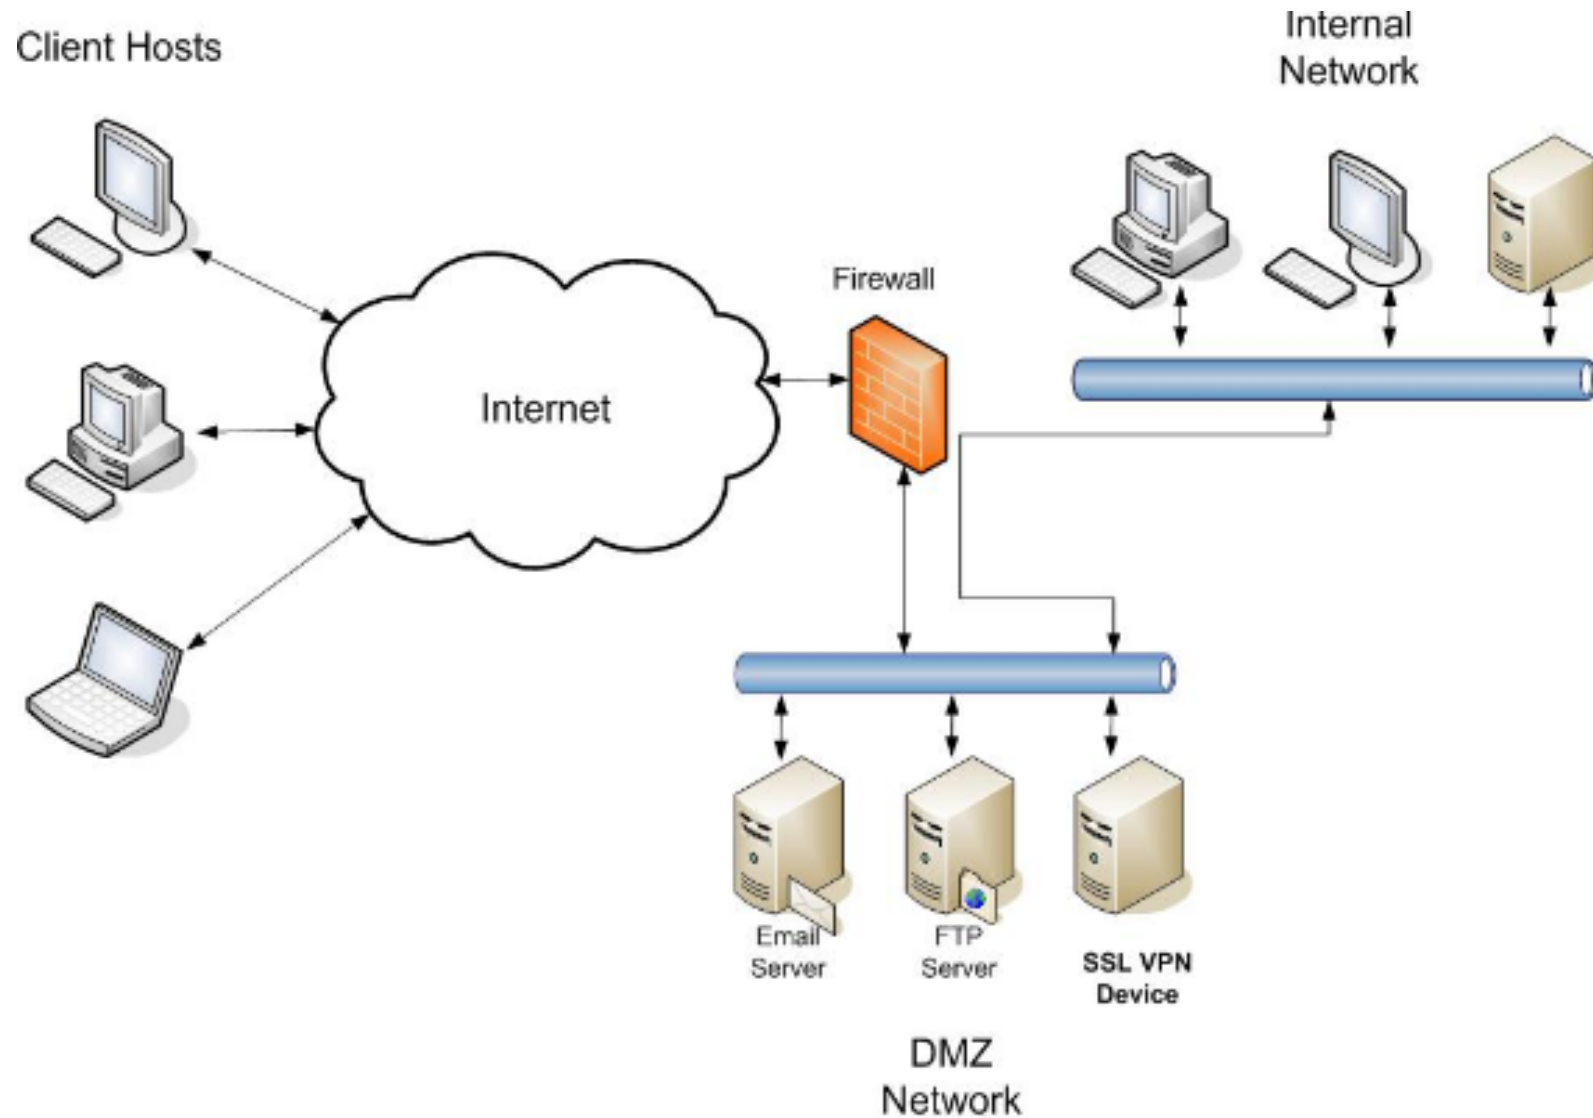 Client Hosts
Internal
Network
Firewall
Internet
Email
Server
FTP
Server
SSL VPN
Device
DMZ
Network